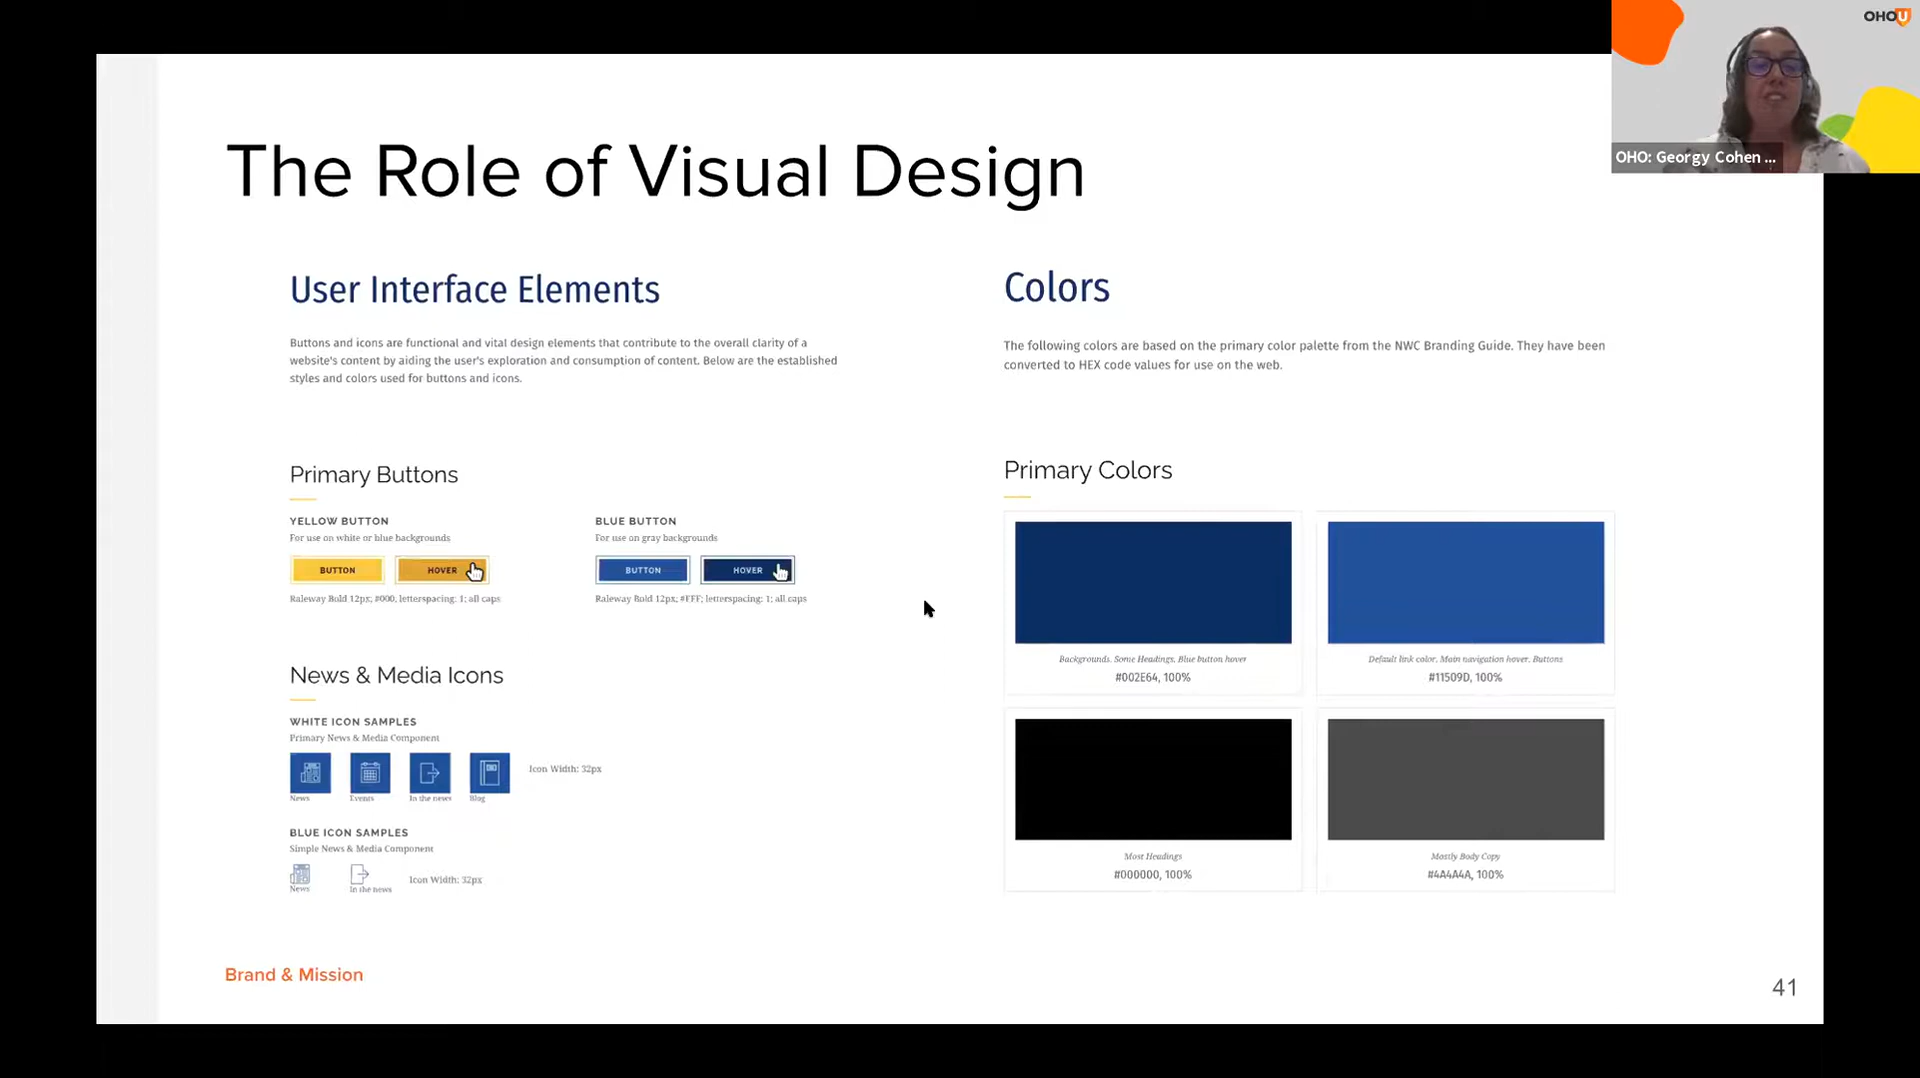 OHO U
OHO: Georgy Cohen ...
The Role of Visual Design
User Interface Elements
Buttons and icons are functional and vital design elements that contribute to the overall clarity of a
website's content by aiding the user's exploration and consumption of content. Below are the established
styles and colors used for buttons and icons.
Primary Buttons
YELLOW BUTTON
For use on white or blue backgrounds
BUTTON
HOVER
Raleway Bold 12px; #000, letterspacing: 1; all caps
BLUE BUTTON
For use on gray backgrounds
BUTTON
HOVER
Raleway Bold 12px; #FFF; letterspacing: 1; all caps
News & Media Icons
WHITE ICON SAMPLES
Primary News & Media Component
News
Events
In the news
Blog
Icon Width: 32px
BLUE ICON SAMPLES
Simple News & Media Component
News
In the news
Icon Width: 32px
Colors
The following colors are based on the primary color palette from the NWC Branding Guide. They have been
converted to HEX code values for use on the web.
Primary Colors
Backgrounds. Some Headings. Blue button hover
#002E64, 100%
Default link color. Main navigation hover. Buttons
#11509D, 100%
Most Headings
#000000, 100%
Mostly Body Copy
#4A4A4A, 100%
Brand & Mission
41